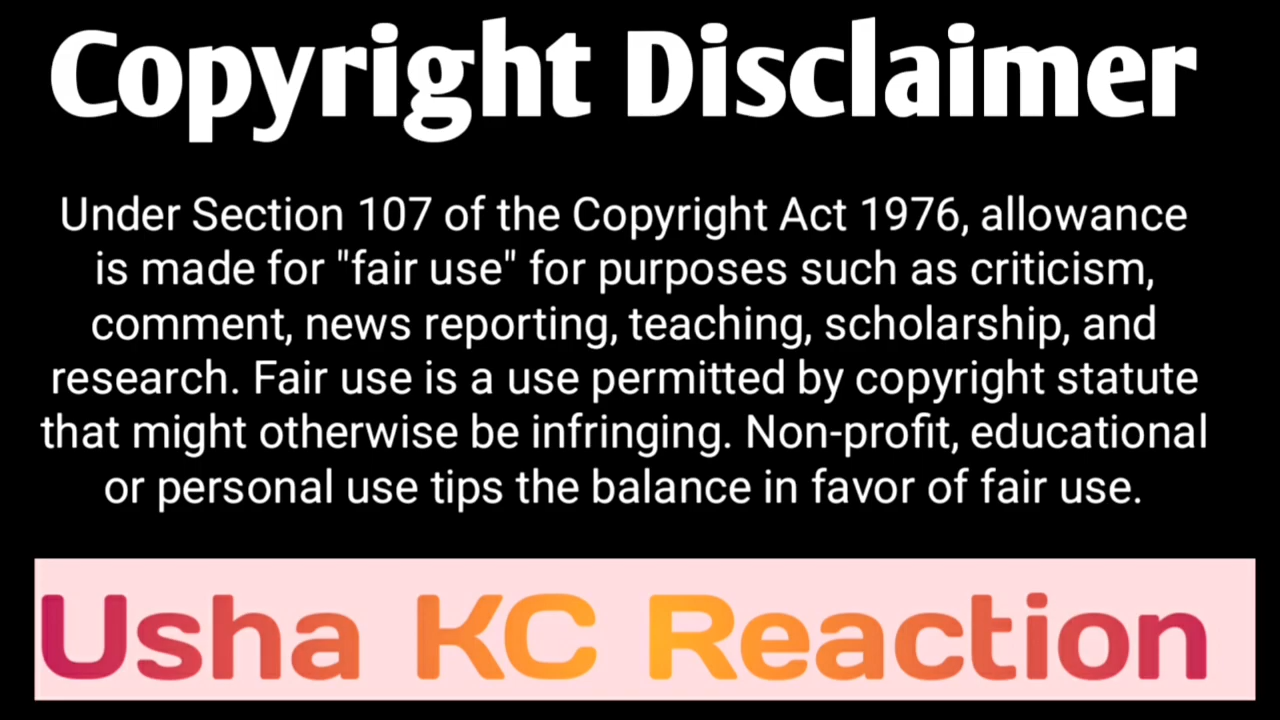 Copyright Disclaimer
Under Section 107 of the Copyright Act 1976, allowance
is made for "fair use" for purposes such as criticism,
comment, news reporting, teaching, scholarship, and
research. Fair use is a use permitted by copyright statute
that might otherwise be infringing. Non-profit, educational
or personal use tips the balance in favor of fair use.
Usha KC Reaction